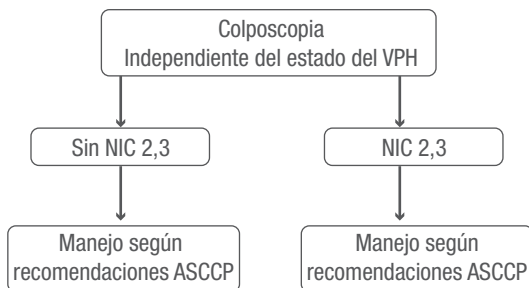 Colposcopia
Independiente del estado del VPH
Sin NIC 2,3
NIC 2,3
Manejo según
recomendaciones ASCCP
Manejo según
recomendaciones ASCCP